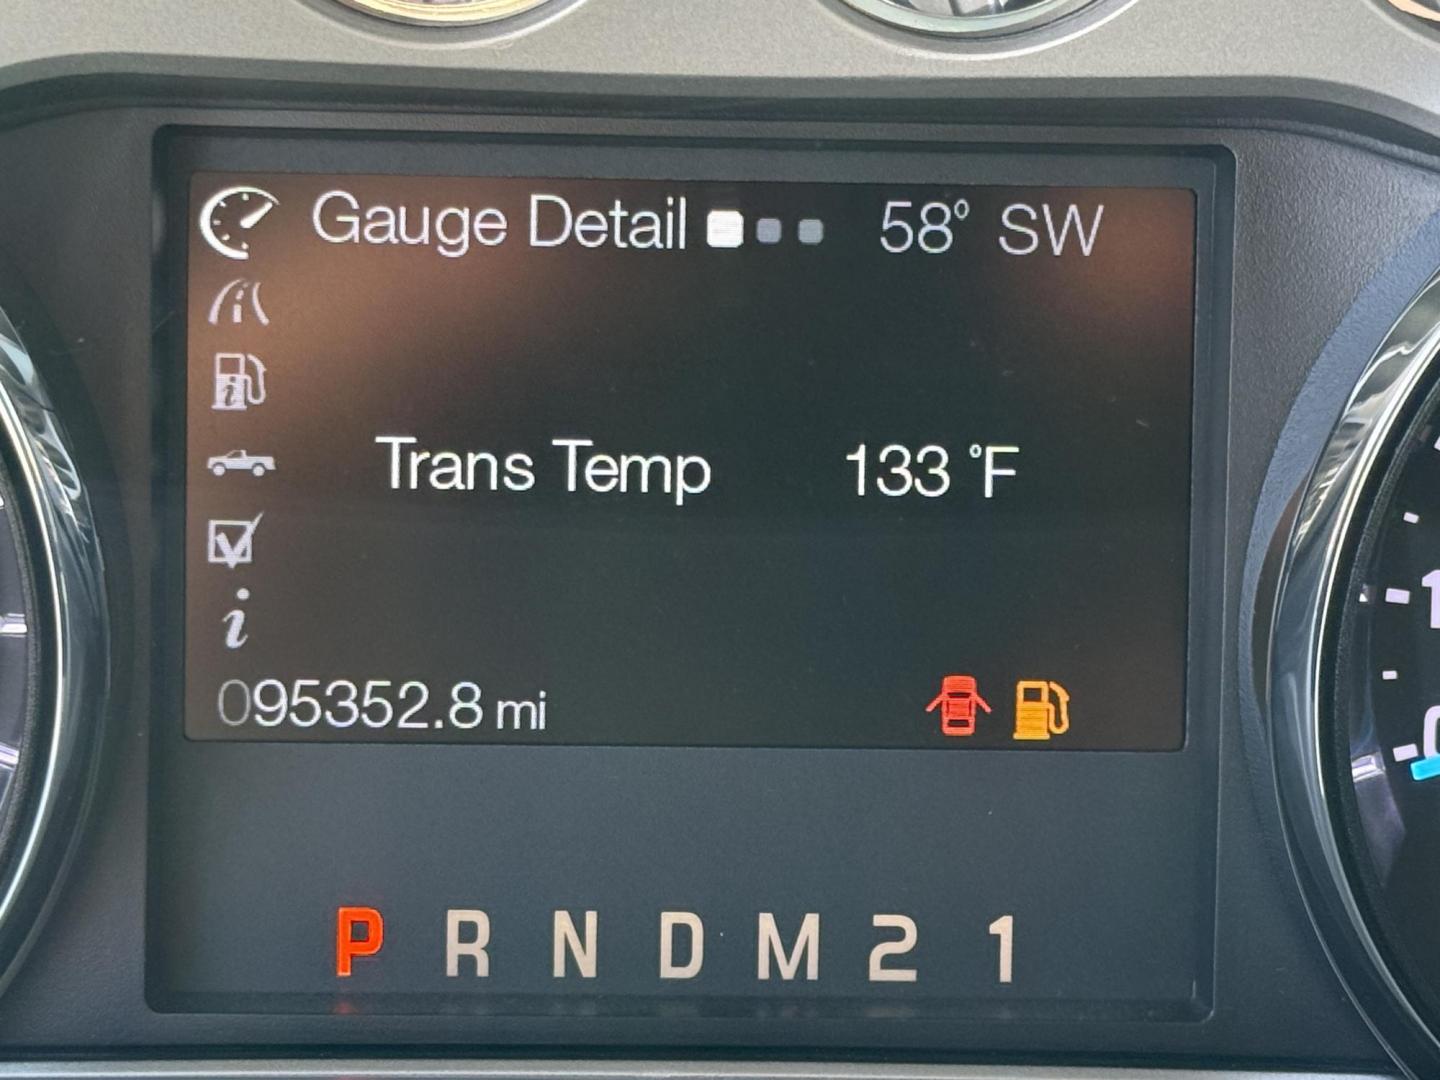 Gauge Detail 58° SW
Trans Temp 133 °F
i
095352.8 mi
P R N D M 2 1